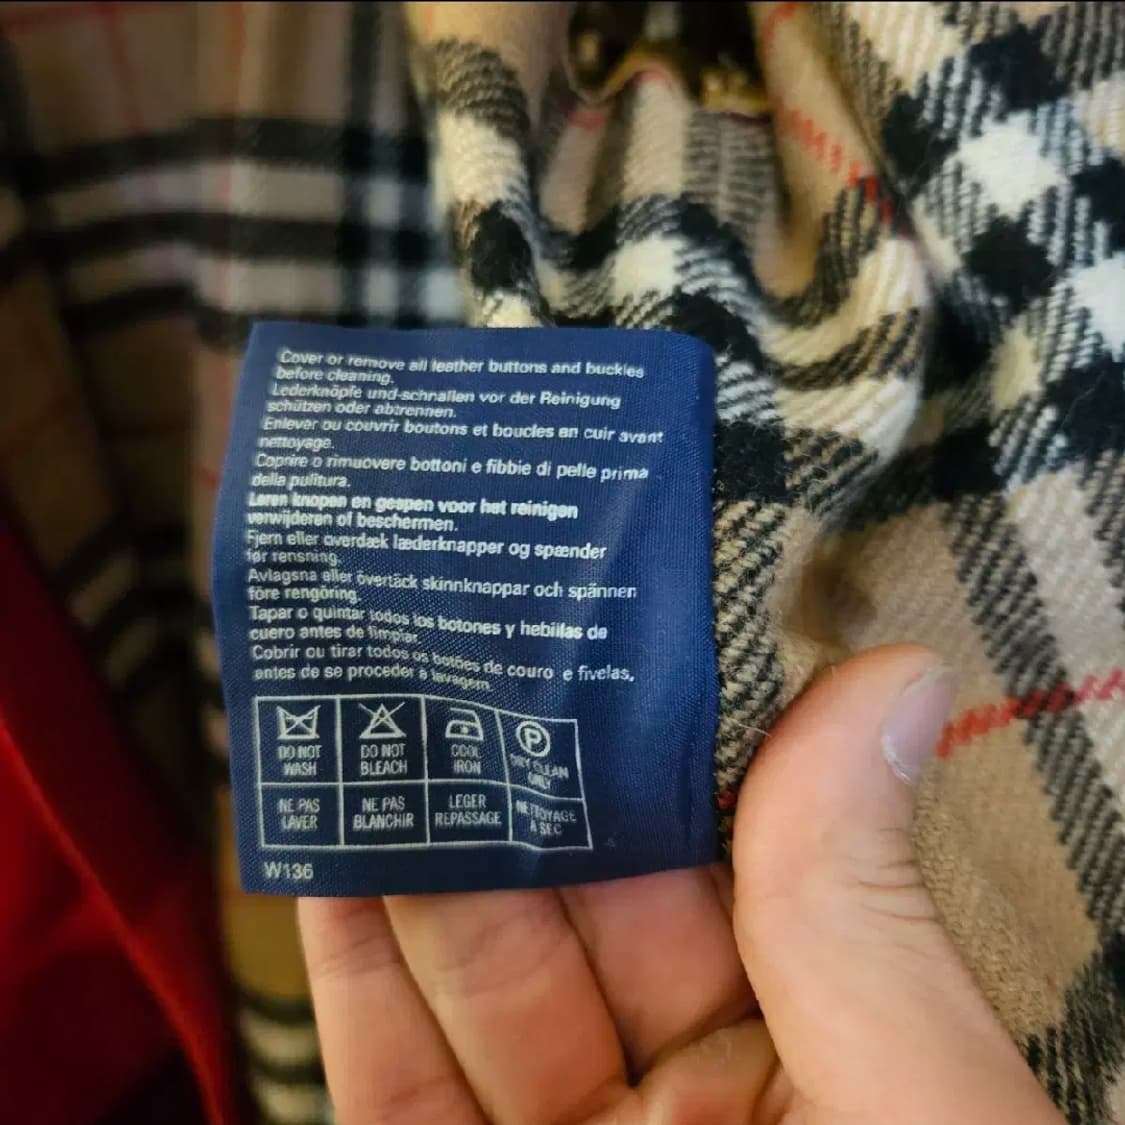 Cover or remove all leather buttons and buckles
before cleaning.
Lederknöpfe und-schnallen vor der Reinigung
schützen oder abtrennen.
Enlever ou couvrir boutons et boucles en cuir avant
nettoyage.
Coprire o rimuovere bottoni e fibbie di pelle prima
della pulitura.
Leren knopen en gespen voor het reinigen
verwijderen of beschermen.
Fjern eller overdæk læderknapper og spænder
før rensning.
Avlagsna eller övertäck skinnknappar och spännen
före rengöring.
Tapar o quintar todos los botones y hebillas de
cuero antes de limpiar.
Cobrir ou tirar todos os botões de couro e fivelas,
antes de se proceder à lavagem.
P
DO NOT WASH
DO NOT BLEACH
COOL IRON
DRY CLEAN ONLY
NE PAS LAVER
NE PAS BLANCHIR
LEGER REPASSAGE
NETTOYAGE A SEC
W136